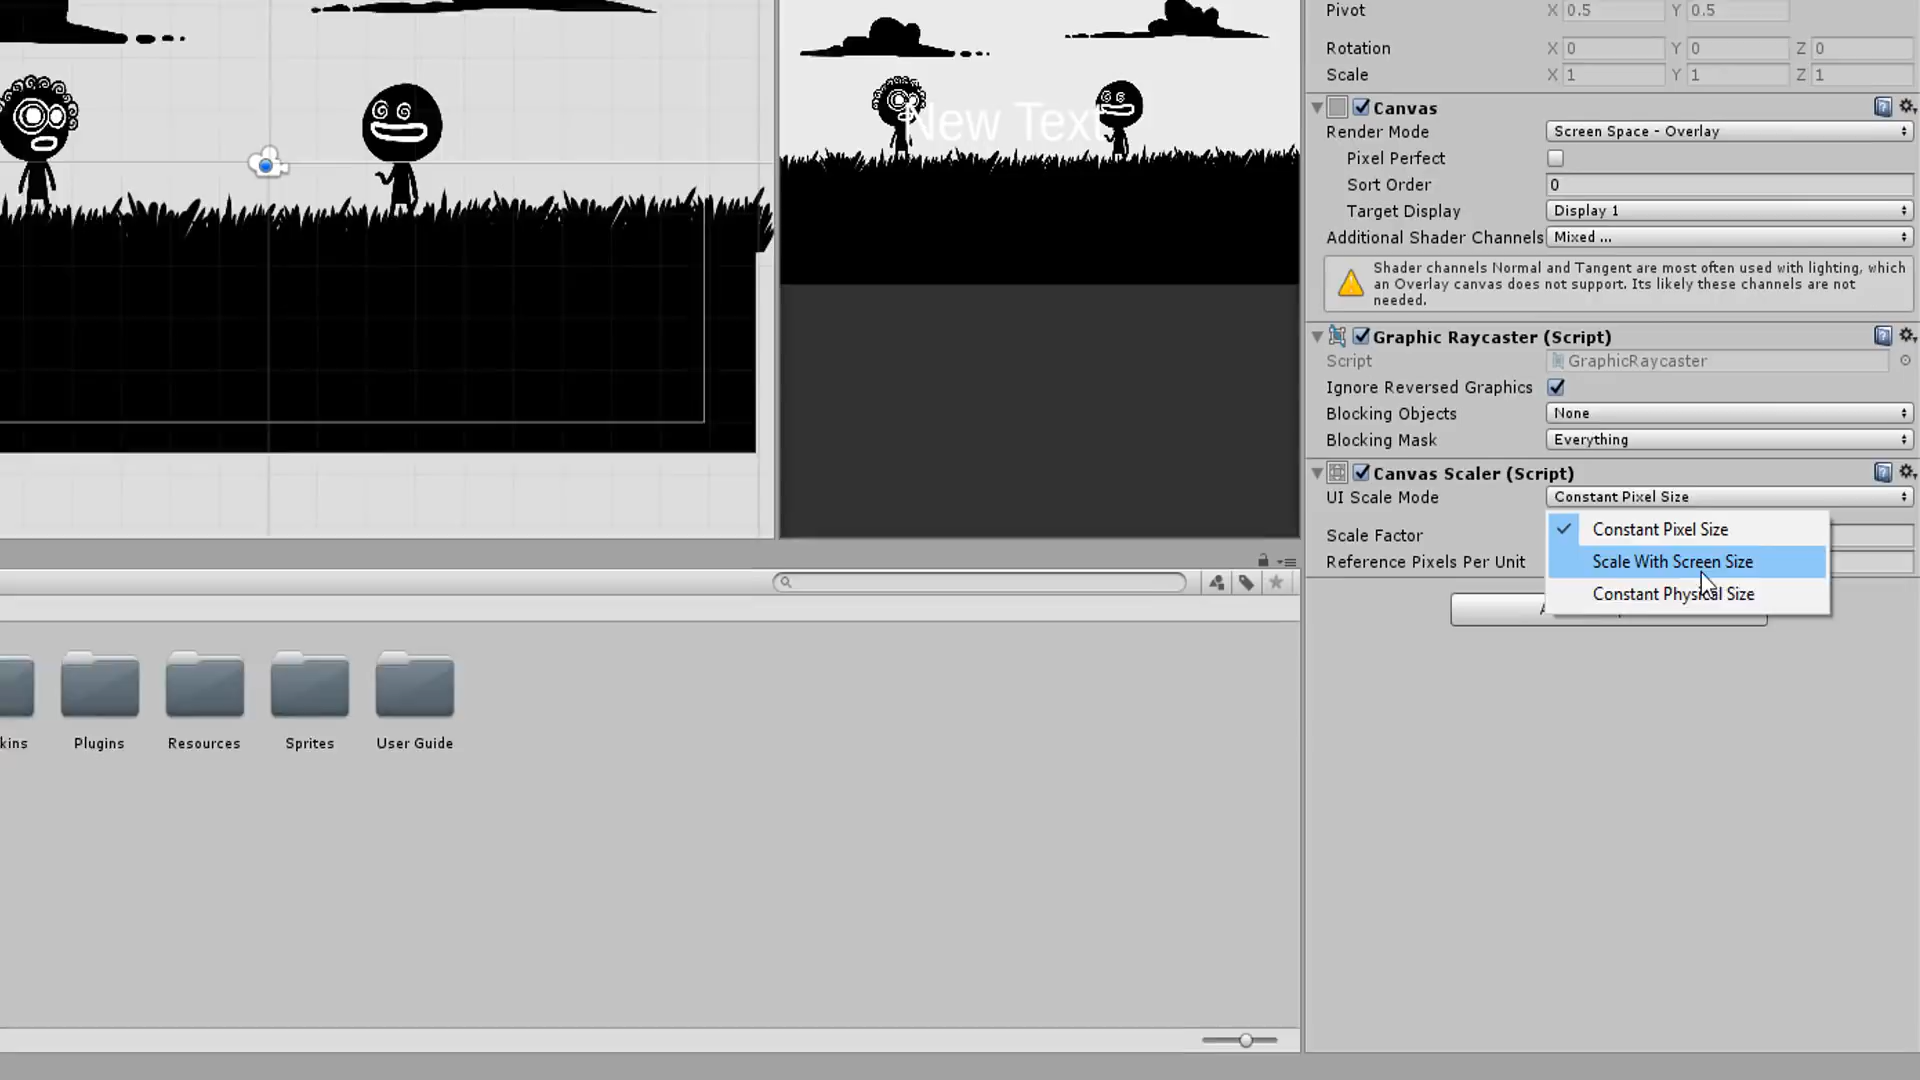 New Text
Pivot X 0.5 Y 0.5
Rotation X 0 Y 0 Z 0
Scale X 1 Y 1 Z 1
Canvas
Render Mode Screen Space - Overlay
Pixel Perfect
Sort Order 0
Target Display Display 1
Additional Shader Channels Mixed ...
Shader channels Normal and Tangent are most often used with lighting, which
an Overlay canvas does not support. Its likely these channels are not
needed.
Graphic Raycaster (Script)
Script GraphicRaycaster
Ignore Reversed Graphics
Blocking Objects None
Blocking Mask Everything
Canvas Scaler (Script)
UI Scale Mode Constant Pixel Size
Constant Pixel Size
Scale Factor
Scale With Screen Size
Reference Pixels Per Unit
Constant Physical Size
kins
Plugins
Resources
Sprites
User Guide